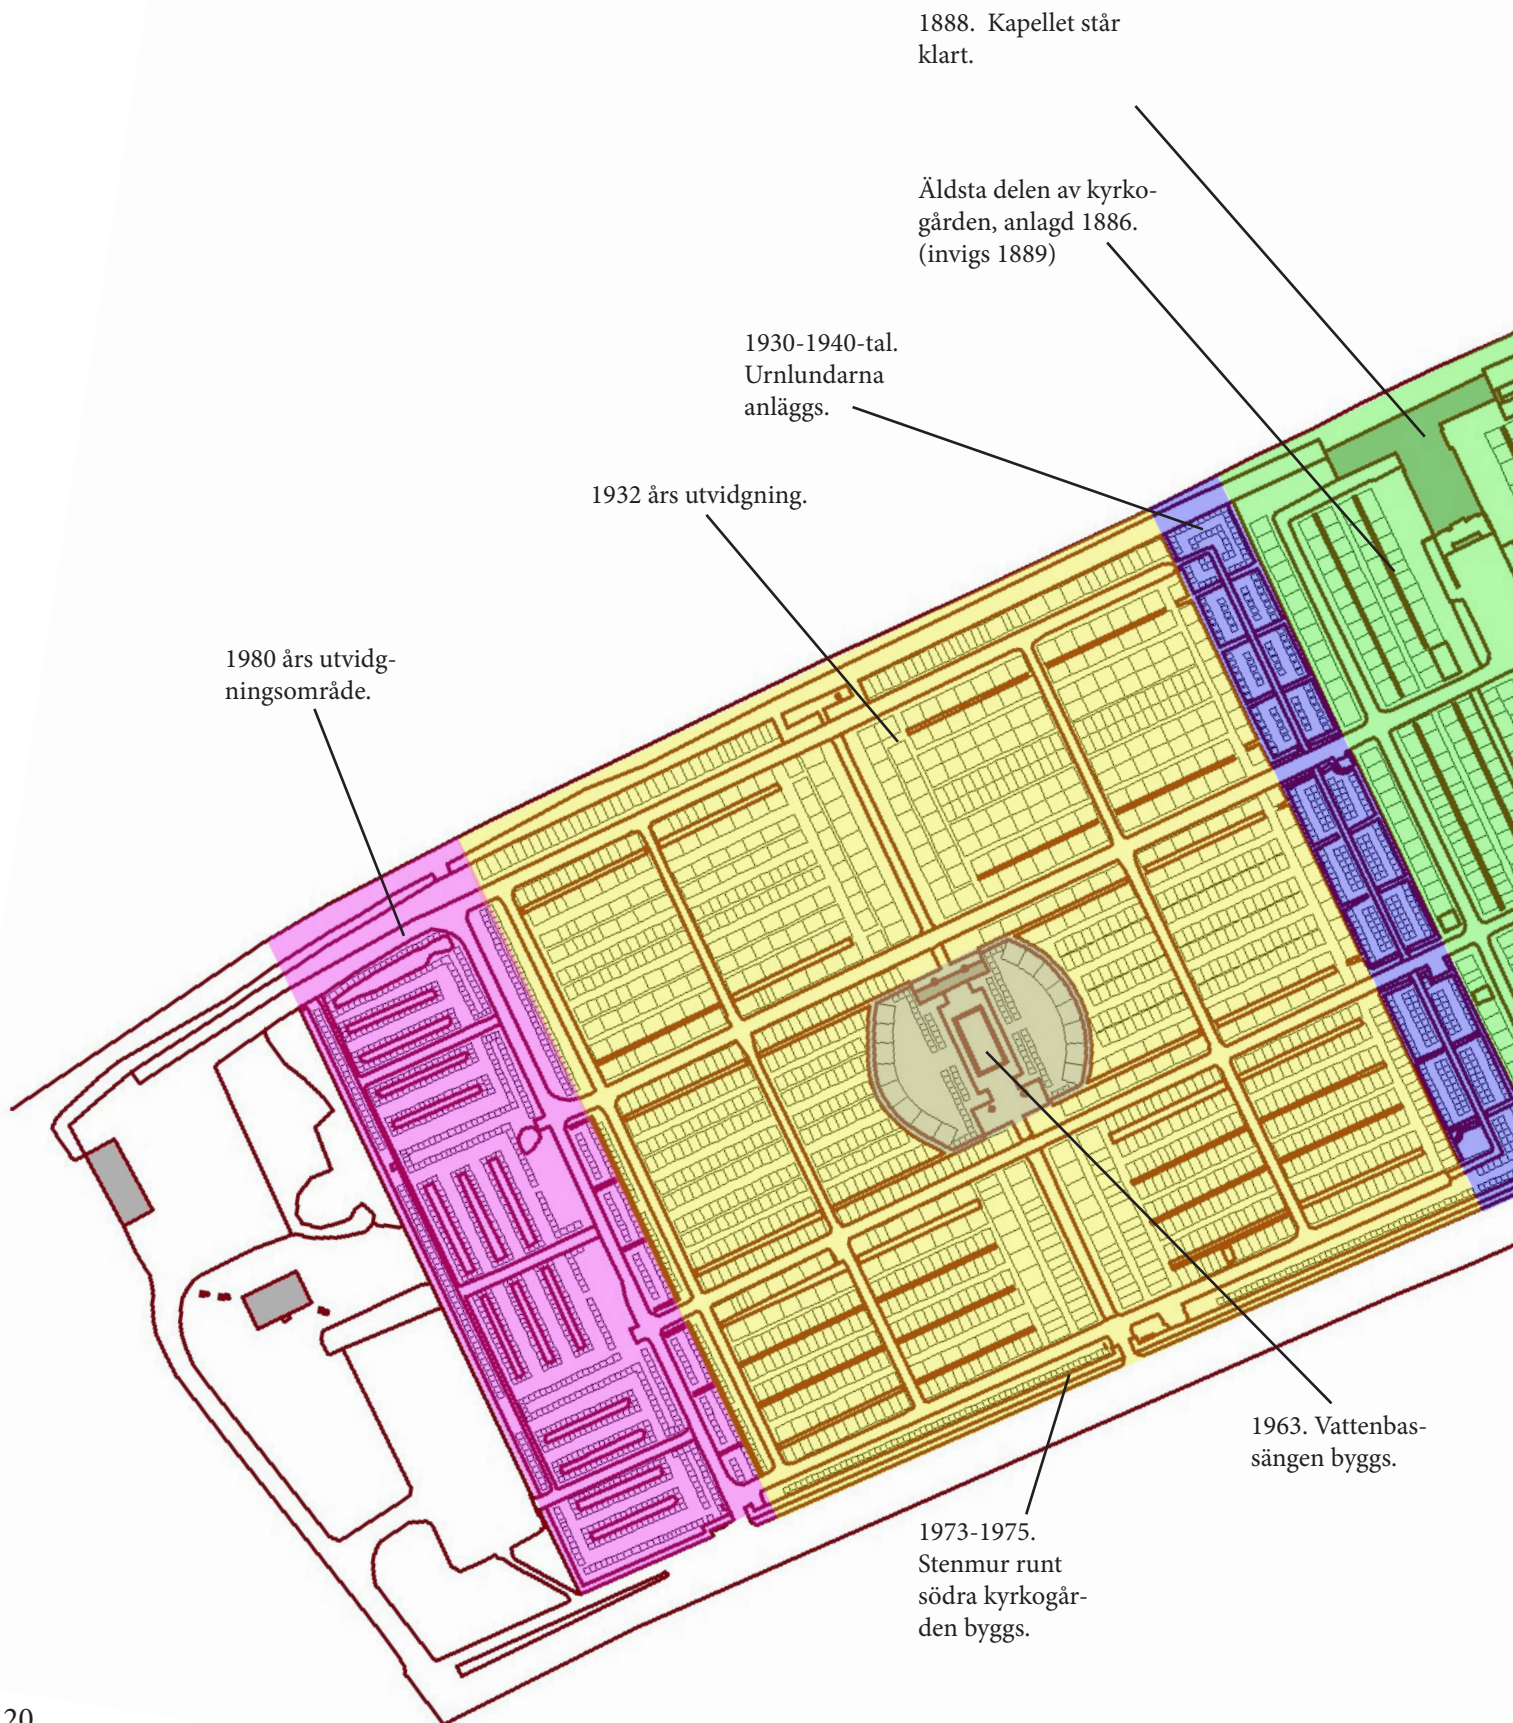 1888.  Kapellet står
klart.
Äldsta delen av kyrko-
gården, anlagd 1886.
(invigs 1889)
1930-1940-tal.
Urnlundarna
anläggs.
1932 års utvidgning.
1980 års utvidg-
ningsområde.
1963. Vattenbas-
sängen byggs.
1973-1975.
Stenmur runt
södra kyrkogår-
den byggs.
20